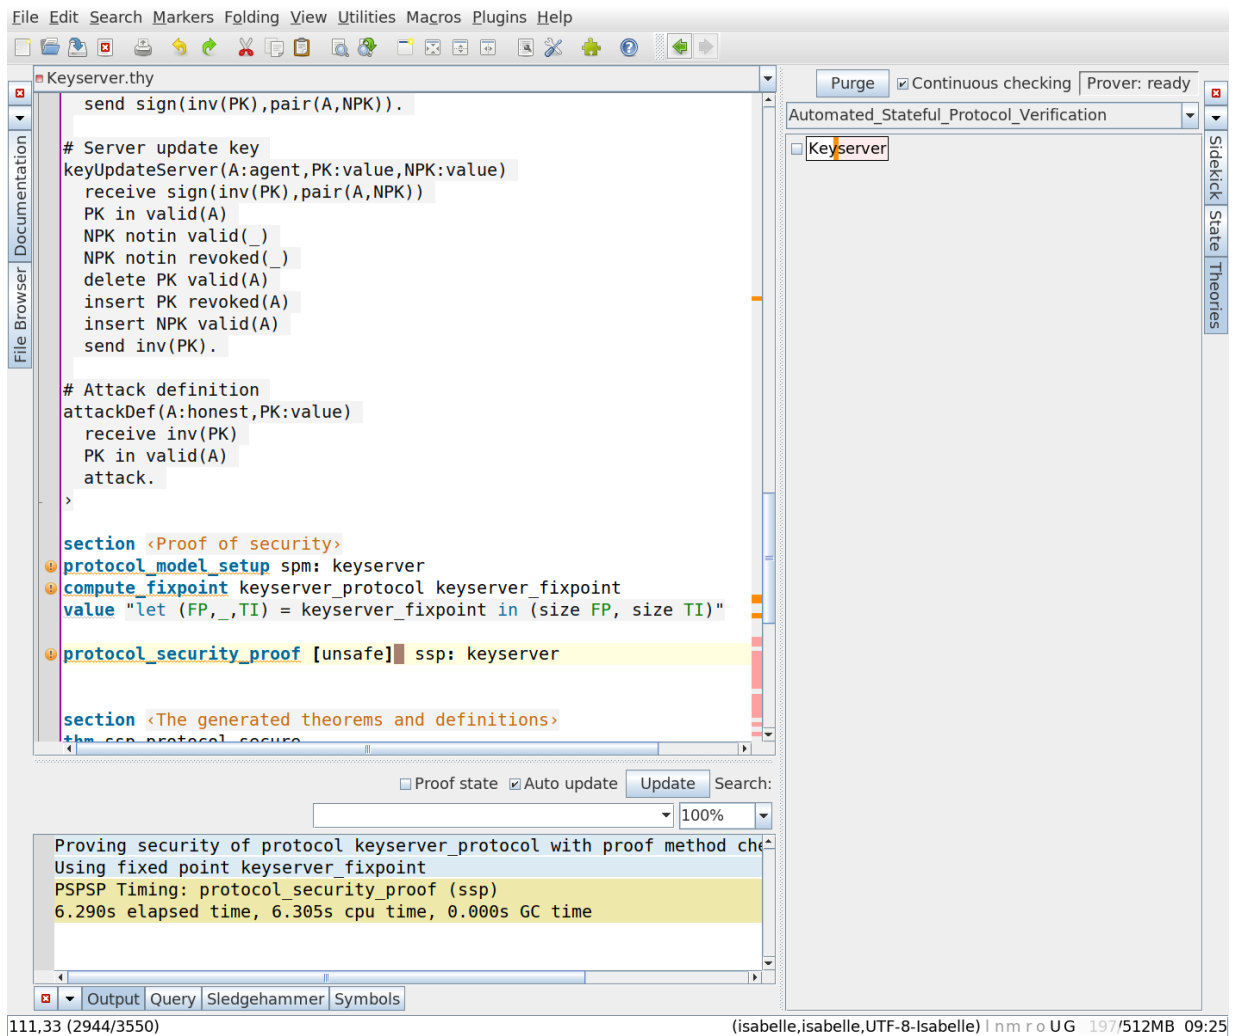 File Edit Search Markers Folding View Utilities Macros Plugins Help
Keyserver.thy
send sign(inv(PK),pair(A,NPK)).
# Server update key
keyUpdateServer(A:agent,PK:value,NPK:value)
receive sign(inv(PK),pair(A,NPK))
PK in valid(A)
NPK notin valid(_)
NPK notin revoked(_)
delete PK valid(A)
insert PK revoked(A)
insert NPK valid(A)
send inv(PK).
# Attack definition
attackDef(A:honest,PK:value)
receive inv(PK)
PK in valid(A)
attack.
›
section ‹Proof of security›
protocol_model_setup spm: keyserver
compute_fixpoint keyserver_protocol keyserver_fixpoint
value "let (FP,_,TI) = keyserver_fixpoint in (size FP, size TI)"
protocol_security_proof [unsafe] ssp: keyserver
section ‹The generated theorems and definitions›
thm ssp_protocol_secure
Documentation
File Browser
Purge Continuous checking Prover: ready
Automated_Stateful_Protocol_Verification
Keyserver
Sidekick
State
Theories
Proof state Auto update Update Search:
100%
Proving security of protocol keyserver_protocol with proof method che
Using fixed point keyserver_fixpoint
PSPSP Timing: protocol_security_proof (ssp)
6.290s elapsed time, 6.305s cpu time, 0.000s GC time
Output Query Sledgehammer Symbols
111,33 (2944/3550) (isabelle,isabelle,UTF-8-Isabelle) l n m r o U G 197/512MB 09:25